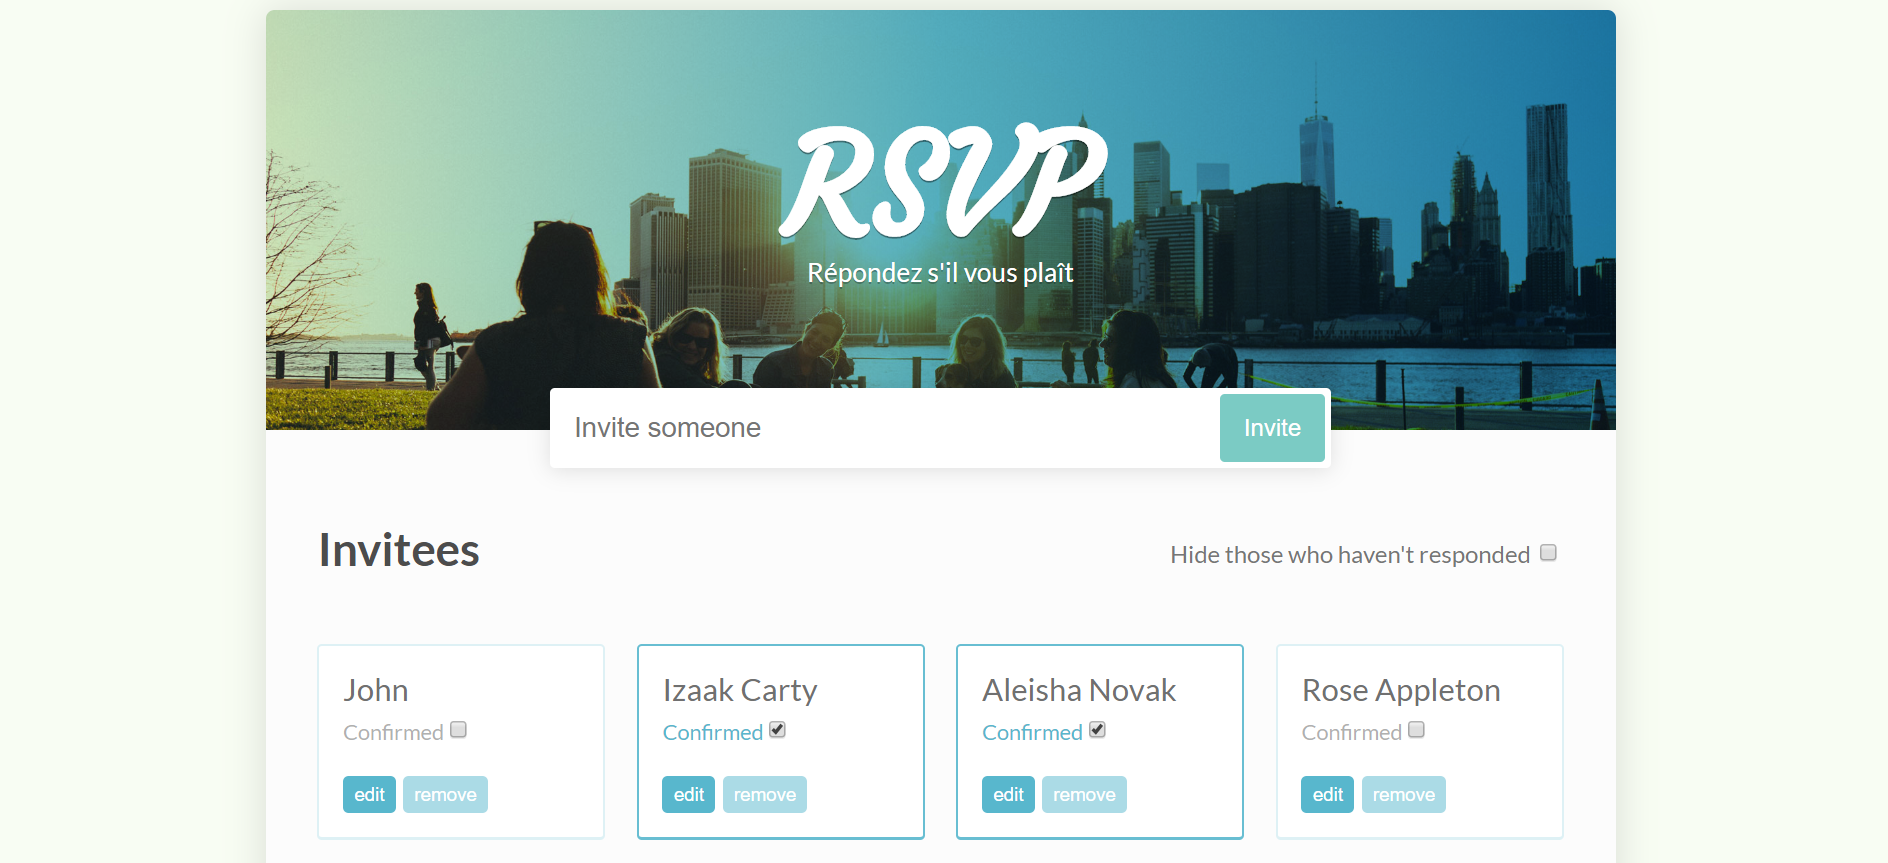 RSVP
Répondez s'il vous plaît
Invite someone
Invite
Invitees
Hide those who haven't responded
John
Confirmed
edit remove
Izaak Carty
Confirmed
edit remove
Aleisha Novak
Confirmed
edit remove
Rose Appleton
Confirmed
edit remove